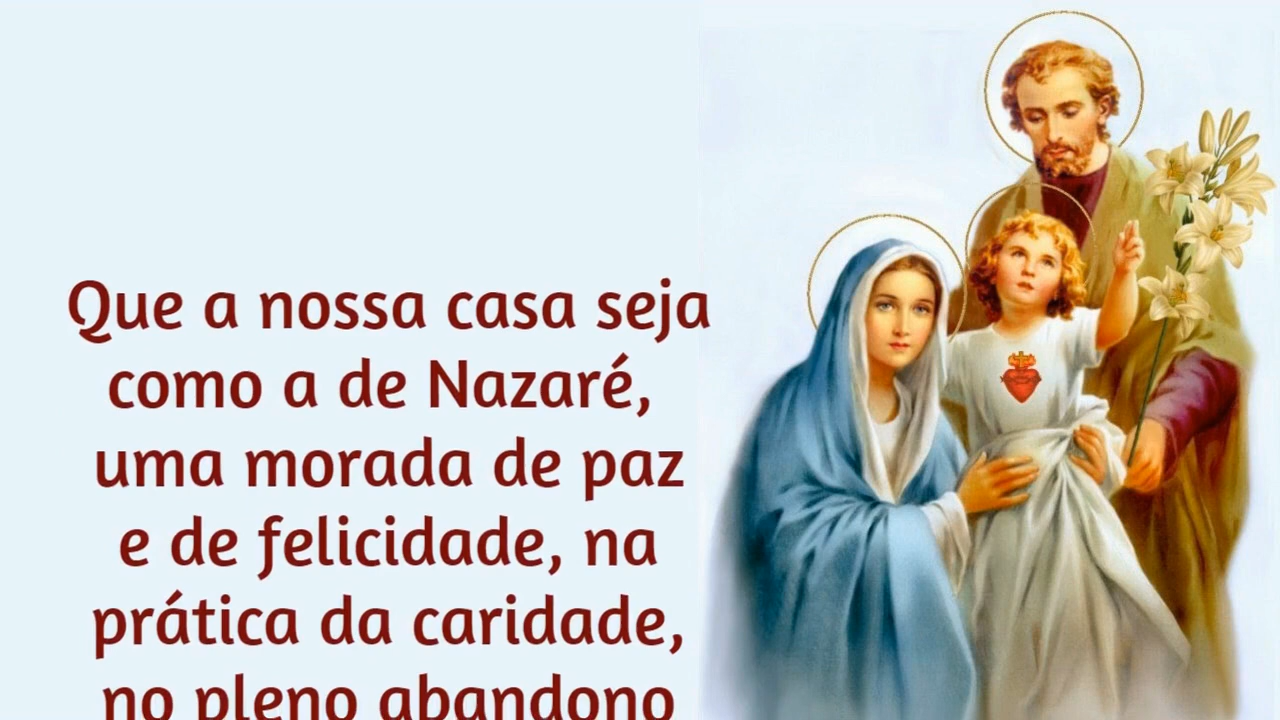 Que a nossa casa seja
como a de Nazaré,
uma morada de paz
e de felicidade, na
prática da caridade,
no pleno abandono